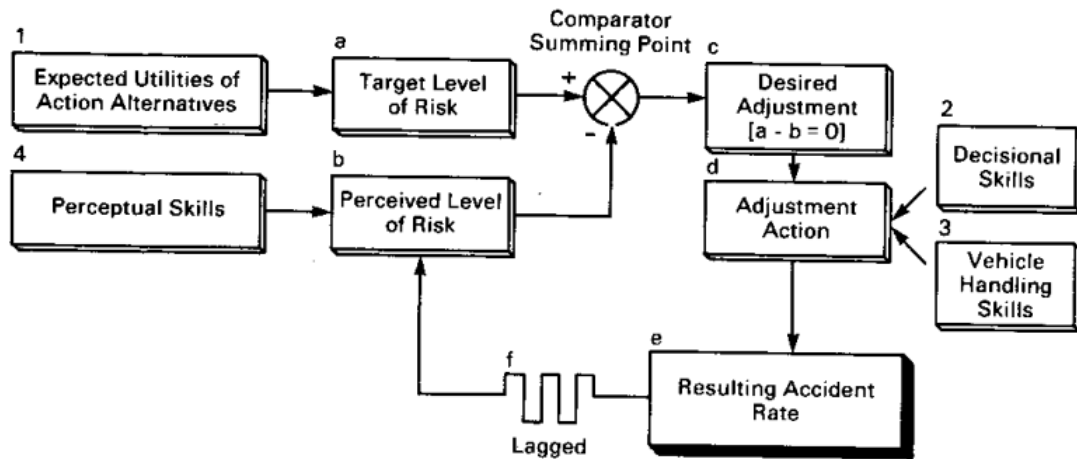 1
Expected Utilities of
Action Alternatives
a
Target Level
of Risk
Comparator
Summing Point
+
-
c
Desired
Adjustment
[a - b = 0]
2
Decisional
Skills
4
Perceptual Skills
b
Perceived Level
of Risk
d
Adjustment
Action
3
Vehicle
Handling
Skills
e
Resulting Accident
Rate
f
Lagged